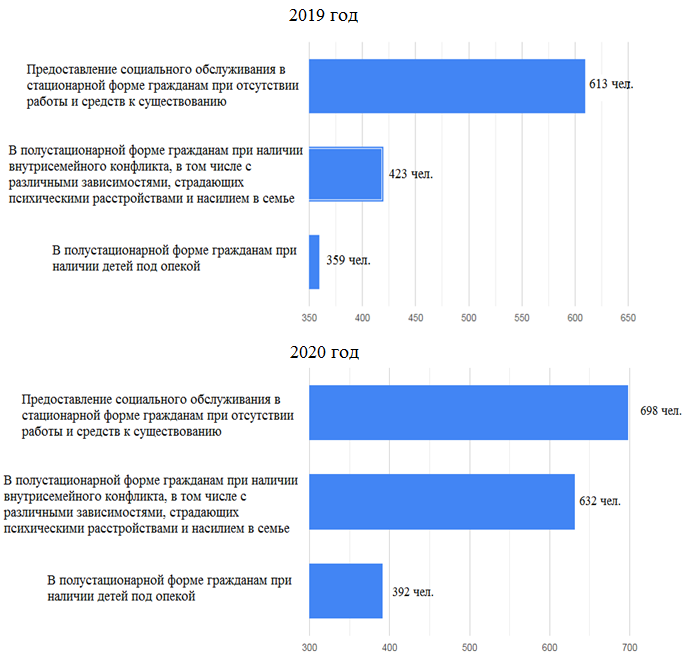 2019 год
Предоставление социального обслуживания в
стационарной форме гражданам при отсутствии
работы и средств к существованию
613 чел.
В полустационарной форме гражданам при наличии
внутрисемейного конфликта, в том числе с
различными зависимостями, страдающих
психическими расстройствами и насилием в семье
423 чел.
В полустационарной форме гражданам при
наличии детей под опекой
359 чел.
350 400 450 500 550 600 650
2020 год
Предоставление социального обслуживания в
стационарной форме гражданам при отсутствии
работы и средств к существованию
698 чел.
В полустационарной форме гражданам при наличии
внутрисемейного конфликта, в том числе с
различными зависимостями, страдающих
психическими расстройствами и насилием в семье
632 чел.
В полустационарной форме гражданам при
наличии детей под опекой
392 чел.
300 400 500 600 700